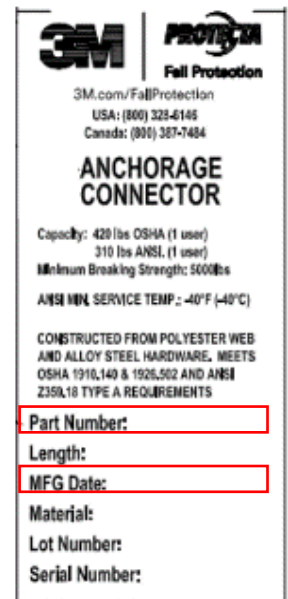 3M PROTECTA
Fall Protection
3M.com/FallProtection
USA: (800) 328-6146
Canada: (800) 387-7484
ANCHORAGE
CONNECTOR
Capacity: 420 lbs OSHA (1 user)
310 lbs ANSI. (1 user)
Minimum Breaking Strength: 5000lbs
ANSI MIN. SERVICE TEMP.: -40°F (-40°C)
CONSTRUCTED FROM POLYESTER WEB
AND ALLOY STEEL HARDWARE. MEETS
OSHA 1910.140 & 1926.502 AND ANSI
Z359.18 TYPE A REQUIREMENTS
Part Number:
Length:
MFG Date:
Material:
Lot Number:
Serial Number: